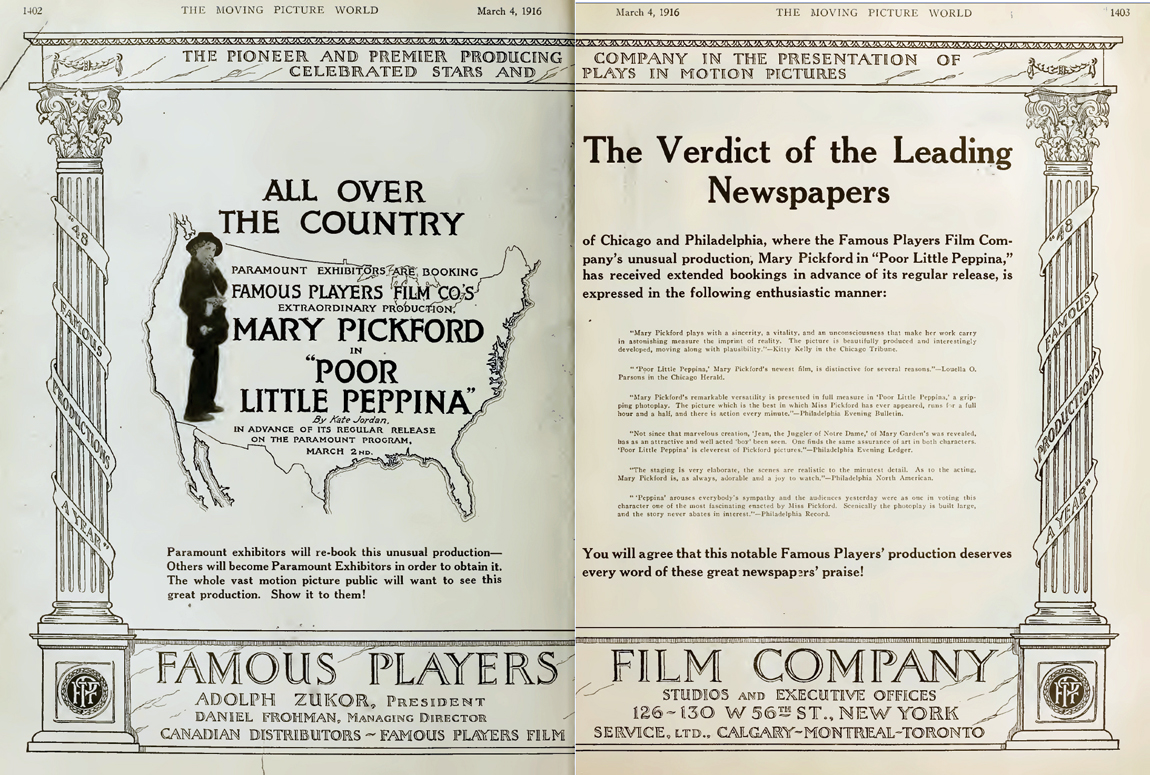 1402
THE MOVING PICTURE WORLD
March 4, 1916
THE PIONEER AND PREMIER PRODUCING
CELEBRATED STARS AND
ALL OVER
THE COUNTRY
PARAMOUNT EXHIBITORS ARE BOOKING
FAMOUS PLAYERS FILM CO'S
EXTRAORDINARY PRODUCTION,
MARY PICKFORD
IN
"POOR
LITTLE PEPPINA"
By Kate Jordan,
IN ADVANCE OF ITS REGULAR RELEASE
ON THE PARAMOUNT PROGRAM,
MARCH 2ND.
"48
FAMOUS
PRODUCTIONS
A YEAR"
Paramount exhibitors will re-book this unusual production—
Others will become Paramount Exhibitors in order to obtain it.
The whole vast motion picture public will want to see this
great production. Show it to them!
FAMOUS PLAYERS
ADOLPH ZUKOR, PRESIDENT
DANIEL FROHMAN, MANAGING DIRECTOR
CANADIAN DISTRIBUTORS ~ FAMOUS PLAYERS FILM
March 4, 1916
THE MOVING PICTURE WORLD
1403
COMPANY IN THE PRESENTATION OF
PLAYS IN MOTION PICTURES
The Verdict of the Leading
Newspapers
of Chicago and Philadelphia, where the Famous Players Film Com-
pany's unusual production, Mary Pickford in "Poor Little Peppina,"
has received extended bookings in advance of its regular release, is
expressed in the following enthusiastic manner:
"Mary Pickford plays with a sincerity, a vitality, and an unconsciousness that make her work carry
in astonishing measure the imprint of reality. The picture is beautifully produced and interestingly
developed, moving along with plausibility."—Kitty Kelly in the Chicago Tribune.
"'Poor Little Peppina,' Mary Pickford's newest film, is distinctive for several reasons."—Louella O.
Parsons in the Chicago Herald.
"Mary Pickford's remarkable versatility is presented in full measure in 'Poor Little Peppina,' a grip-
ping photoplay. The picture which is the best in which Miss Pickford has ever appeared, runs for a full
hour and a half, and there is action every minute."—Philadelphia Evening Bulletin.
"Not since that marvelous creation, 'Jean, the Juggler of Notre Dame,' of Mary Garden's was revealed,
has as an attractive and well acted 'boy' been seen. One finds the same assurance of art in both characters.
'Poor Little Peppina' is cleverest of Pickford pictures."—Philadelphia Evening Ledger.
"The staging is very elaborate, the scenes are realistic to the minutest detail. As to the acting,
Mary Pickford is, as always, adorable and a joy to watch."—Philadelphia North American.
"'Peppina' arouses everybody's sympathy and the audiences yesterday were as one in voting this
character one of the most fascinating enacted by Miss Pickford. Scenically the photoplay is built large,
and the story never abates in interest."—Philadelphia Record.
You will agree that this notable Famous Players' production deserves
every word of these great newspapers' praise!
"48
FAMOUS
PRODUCTIONS
A YEAR"
FILM COMPANY
STUDIOS AND EXECUTIVE OFFICES
126~130 W 56TH ST., NEW YORK
SERVICE, LTD., CALGARY~MONTREAL~TORONTO